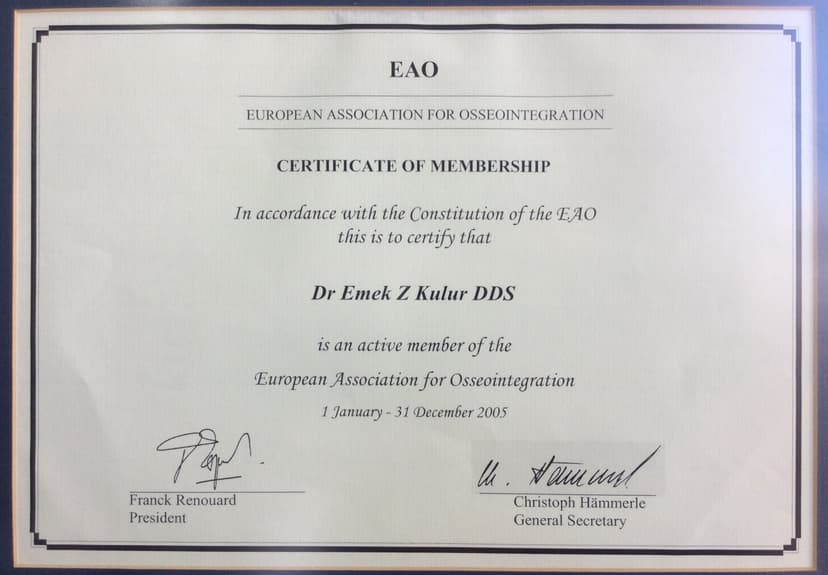 EAO
EUROPEAN ASSOCIATION FOR OSSEOINTEGRATION
CERTIFICATE OF MEMBERSHIP
In accordance with the Constitution of the EAO
this is to certify that
Dr Emek Z Kulur DDS
is an active member of the
European Association for Osseointegration
1 January - 31 December 2005
Franck Renouard
President
Christoph Hämmerle
General Secretary